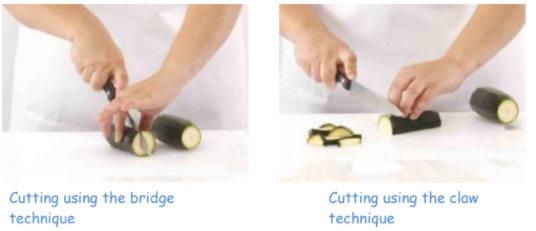 Cutting using the bridge
technique
Cutting using the claw
technique